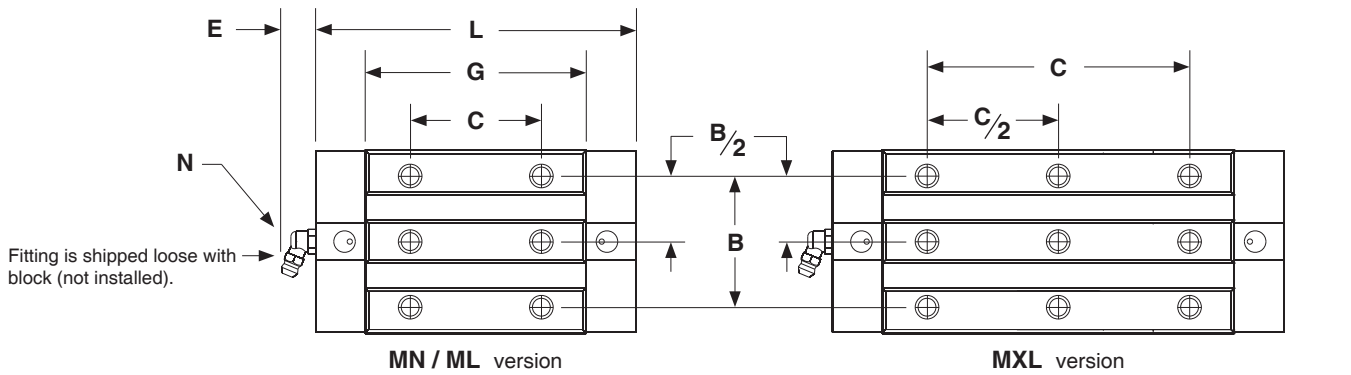 E
L
G
C
C
C/2
B/2
N
B
Fitting is shipped loose with
block (not installed).
MN / ML version
MXL version